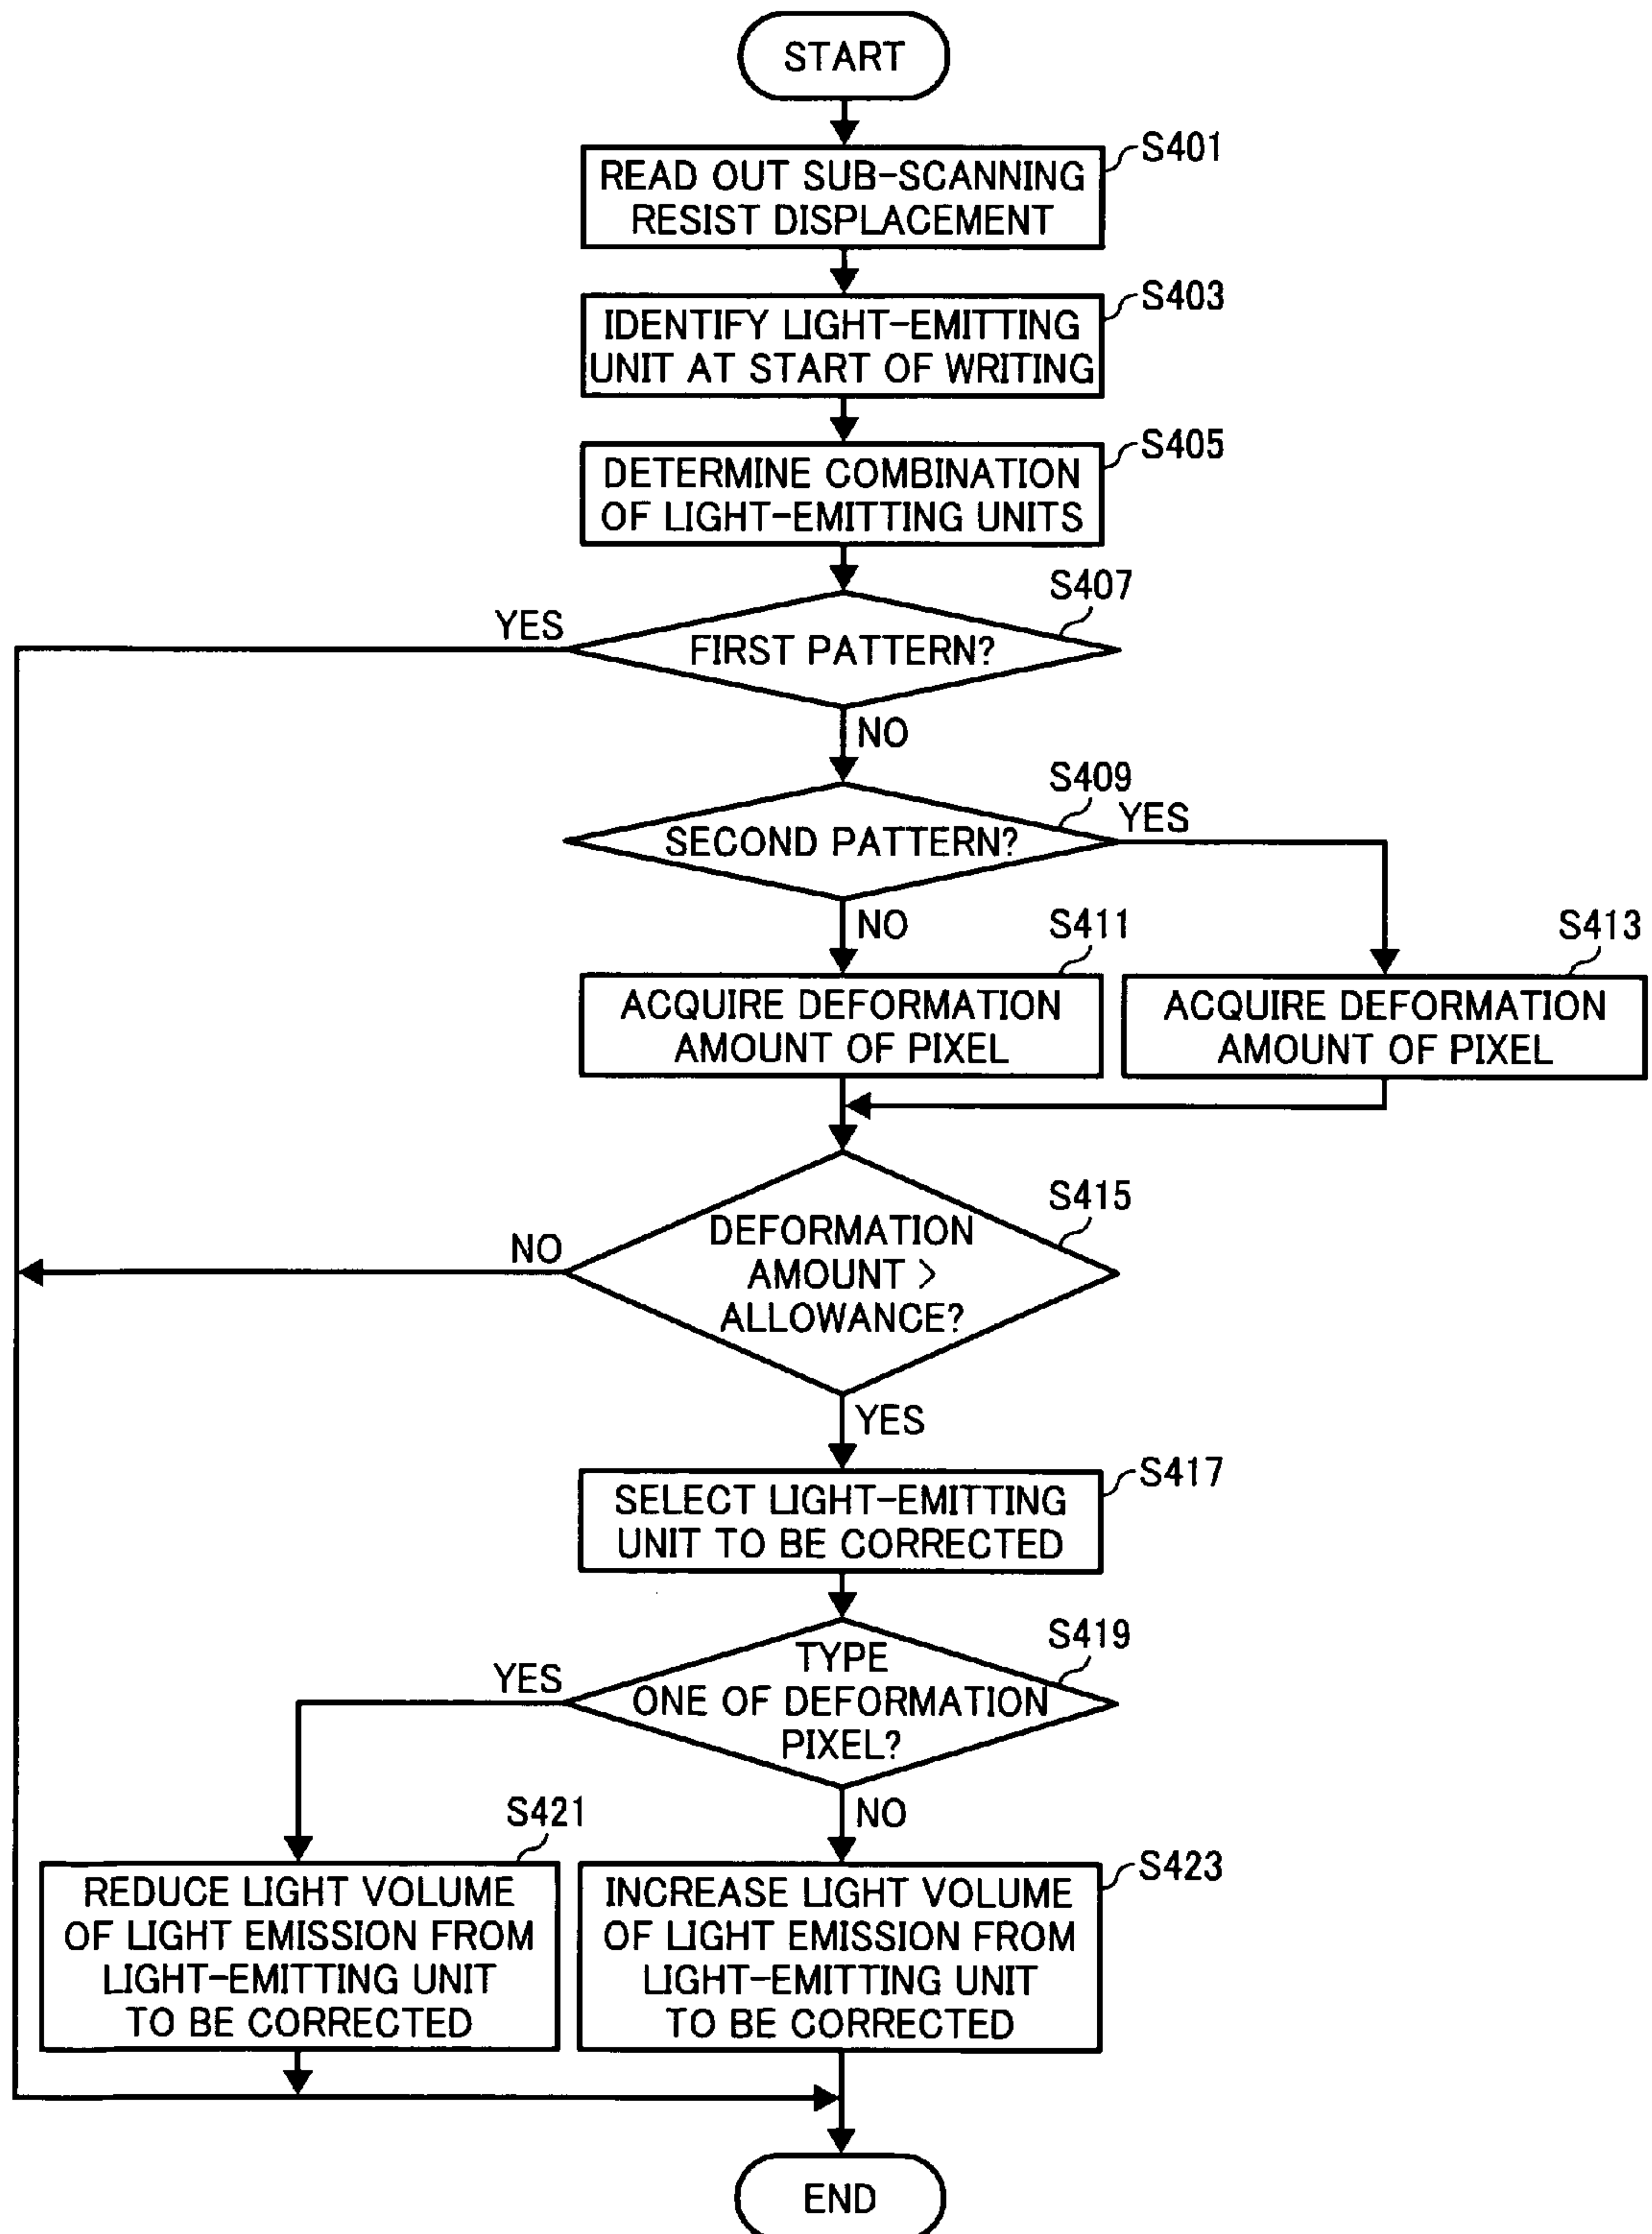 START
S401
READ OUT SUB-SCANNING
RESIST DISPLACEMENT
S403
IDENTIFY LIGHT-EMITTING
UNIT AT START OF WRITING
S405
DETERMINE COMBINATION
OF LIGHT-EMITTING UNITS
S407
YES
FIRST PATTERN?
NO
S409
YES
SECOND PATTERN?
NO
S411
S413
ACQUIRE DEFORMATION
AMOUNT OF PIXEL
ACQUIRE DEFORMATION
AMOUNT OF PIXEL
S415
NO
DEFORMATION
AMOUNT >
ALLOWANCE?
YES
S417
SELECT LIGHT-EMITTING
UNIT TO BE CORRECTED
S419
YES
TYPE
ONE OF DEFORMATION
PIXEL?
NO
S421
REDUCE LIGHT VOLUME
OF LIGHT EMISSION FROM
LIGHT-EMITTING UNIT
TO BE CORRECTED
S423
INCREASE LIGHT VOLUME
OF LIGHT EMISSION FROM
LIGHT-EMITTING UNIT
TO BE CORRECTED
END